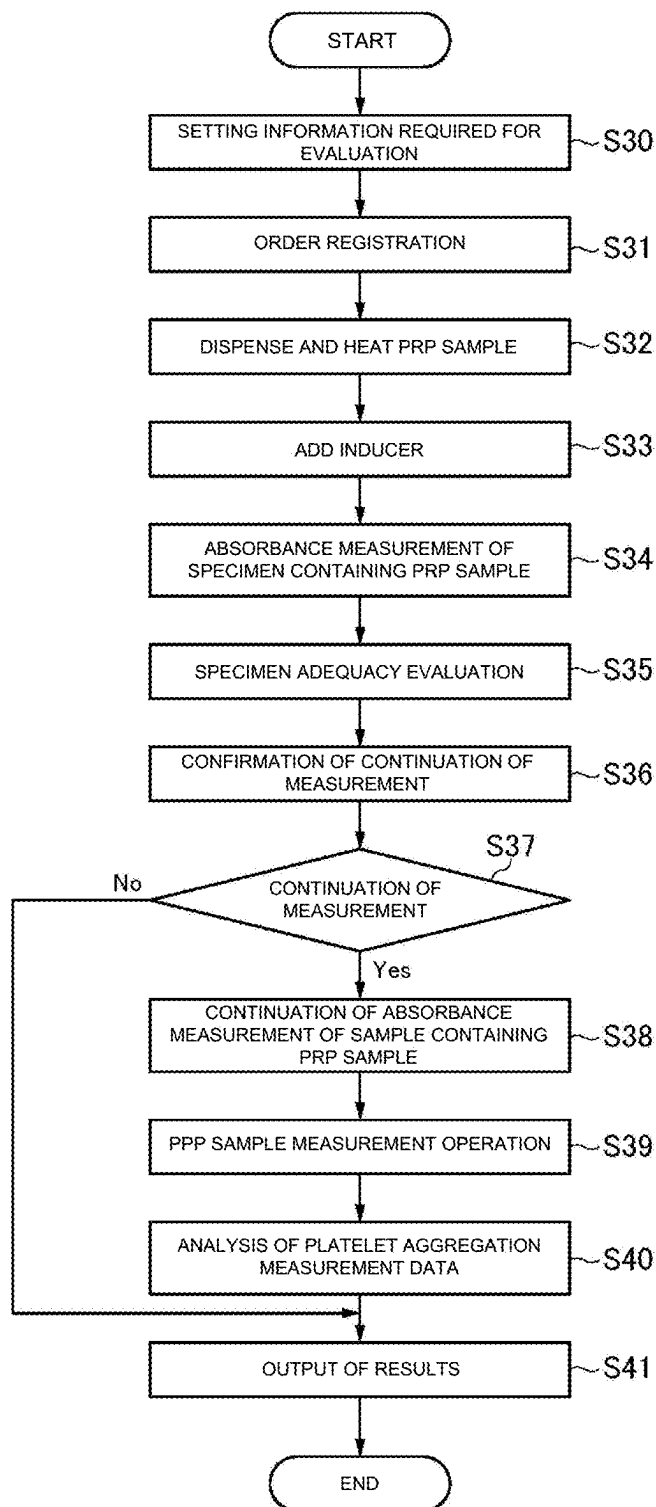 START
SETTING INFORMATION REQUIRED FOR
EVALUATION
S30
ORDER REGISTRATION
S31
DISPENSE AND HEAT PRP SAMPLE
S32
ADD INDUCER
S33
ABSORBANCE MEASUREMENT OF
SPECIMEN CONTAINING PRP SAMPLE
S34
SPECIMEN ADEQUACY EVALUATION
S35
CONFIRMATION OF CONTINUATION OF
MEASUREMENT
S36
S37
No
CONTINUATION OF
MEASUREMENT
Yes
CONTINUATION OF ABSORBANCE
MEASUREMENT OF SAMPLE CONTAINING
PRP SAMPLE
S38
PPP SAMPLE MEASUREMENT OPERATION
S39
ANALYSIS OF PLATELET AGGREGATION
MEASUREMENT DATA
S40
OUTPUT OF RESULTS
S41
END